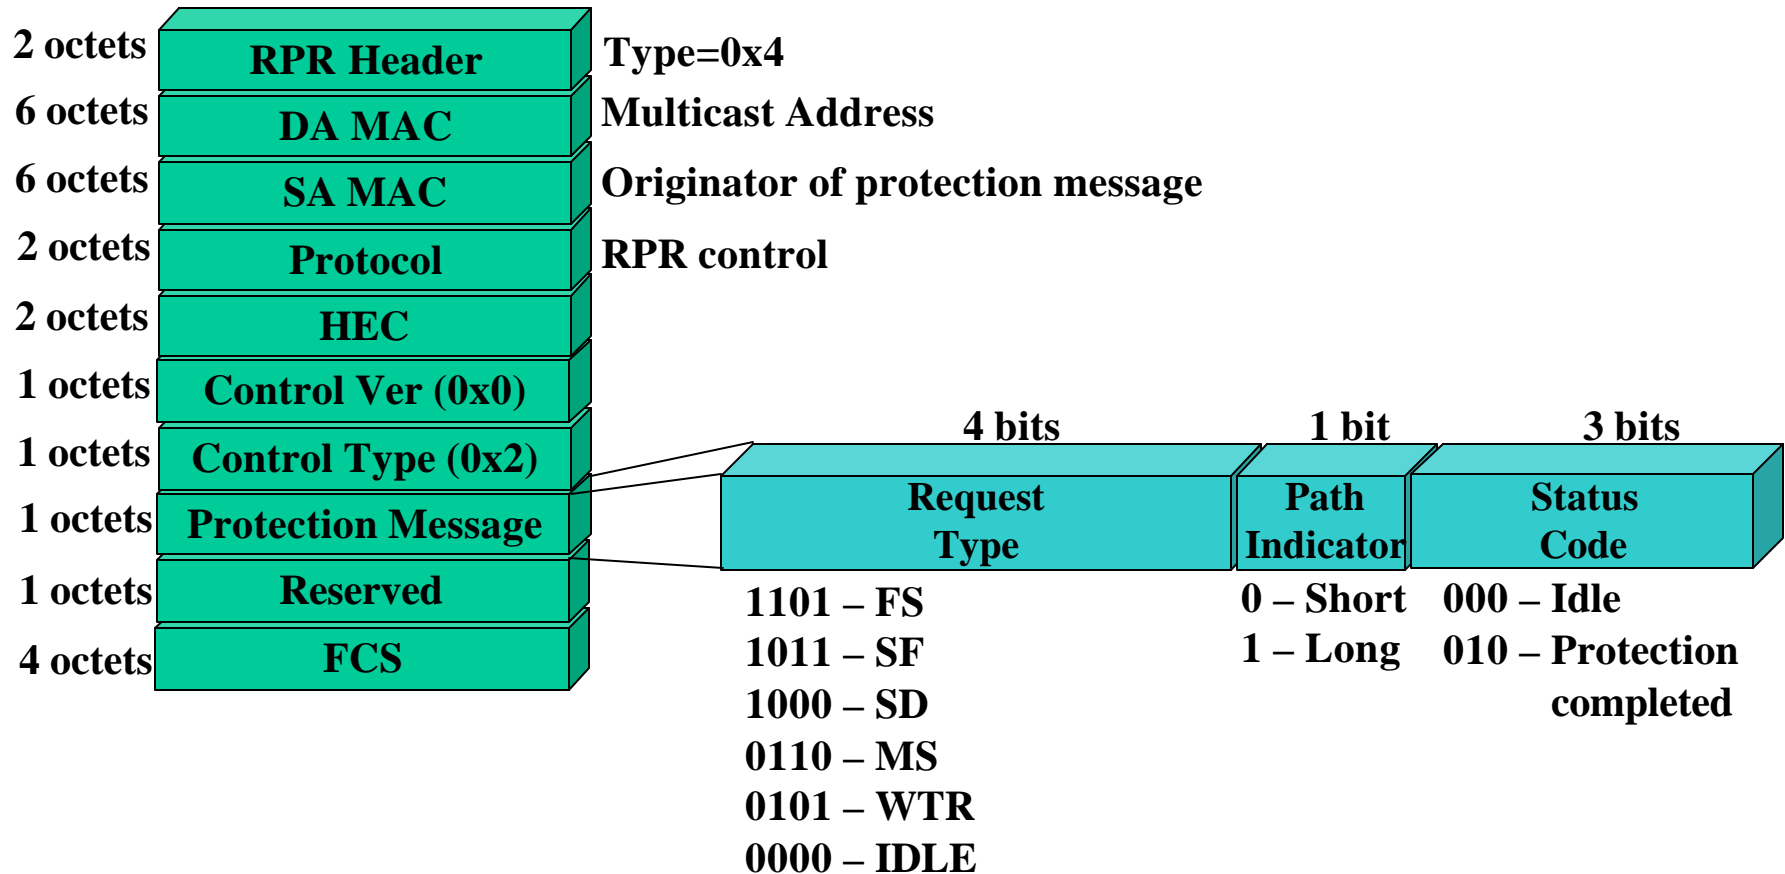 2 octets RPR Header Type=0x4
6 octets DA MAC Multicast Address
6 octets SA MAC Originator of protection message
2 octets Protocol RPR control
2 octets HEC
1 octets Control Ver (0x0)
1 octets Control Type (0x2)
1 octets Protection Message
1 octets Reserved
4 octets FCS
4 bits 1 bit 3 bits
Request Type
Path Indicator
Status Code
1101 – FS
1011 – SF
1000 – SD
0110 – MS
0101 – WTR
0000 – IDLE
0 – Short
1 – Long
000 – Idle
010 – Protection
completed